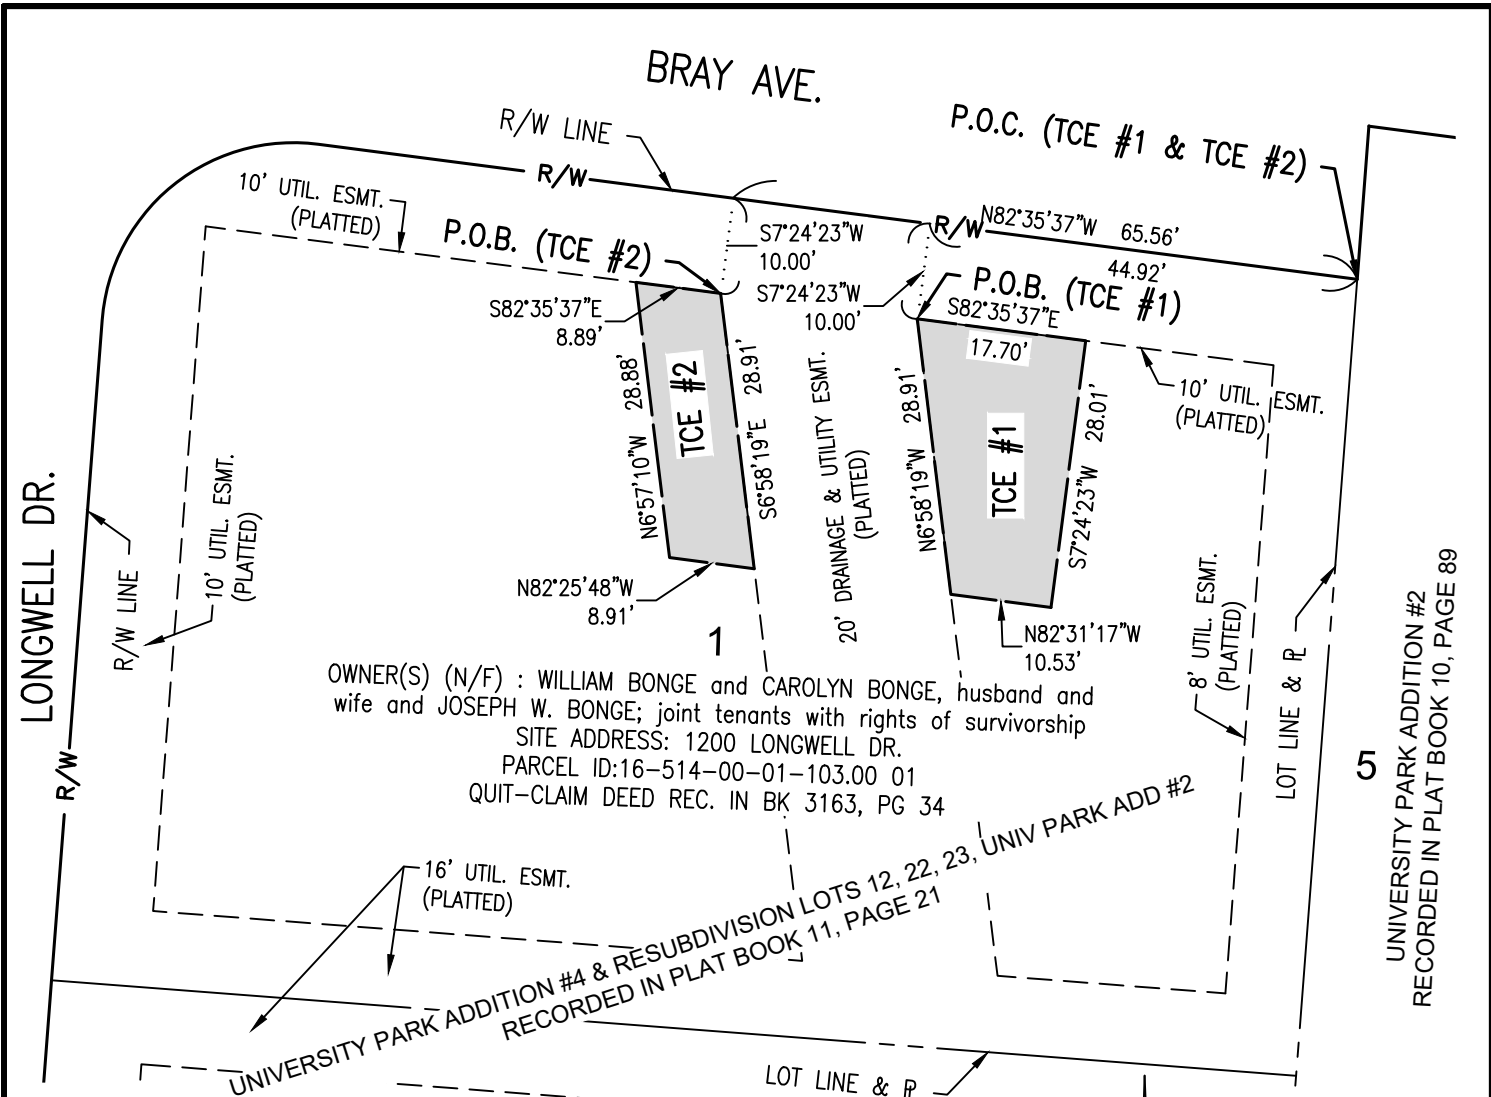 BRAY AVE.
R/W LINE
P.O.C. (TCE #1 & TCE #2)
R/W
10' UTIL. ESMT.
(PLATTED)
P.O.B. (TCE #2)
S7°24'23"W
10.00'
R/W
N82°35'37"W 65.56'
44.92'
S7°24'23"W
10.00'
P.O.B. (TCE #1)
S82°35'37"E
17.70'
S82°35'37"E
8.89'
N6°57'10"W 28.88'
TCE #2
S6°58'19"E 28.91'
20' DRAINAGE & UTILITY ESMT.
(PLATTED)
N6°58'19"W 28.91'
TCE #1
S7°24'23"W 28.01'
10' UTIL. ESMT.
(PLATTED)
LONGWELL DR.
R/W LINE
10' UTIL. ESMT.
(PLATTED)
R/W
N82°25'48"W
8.91'
N82°31'17"W
10.53'
8' UTIL. ESMT.
(PLATTED)
LOT LINE & PL
5
UNIVERSITY PARK ADDITION #2
RECORDED IN PLAT BOOK 10, PAGE 89
1
OWNER(S) (N/F) : WILLIAM BONGE and CAROLYN BONGE, husband and
wife and JOSEPH W. BONGE; joint tenants with rights of survivorship
SITE ADDRESS: 1200 LONGWELL DR.
PARCEL ID:16-514-00-01-103.00 01
QUIT-CLAIM DEED REC. IN BK 3163, PG 34
16' UTIL. ESMT.
(PLATTED)
UNIVERSITY PARK ADDITION #4 & RESUBDIVISION LOTS 12, 22, 23, UNIV PARK ADD #2
RECORDED IN PLAT BOOK 11, PAGE 21
LOT LINE & PL